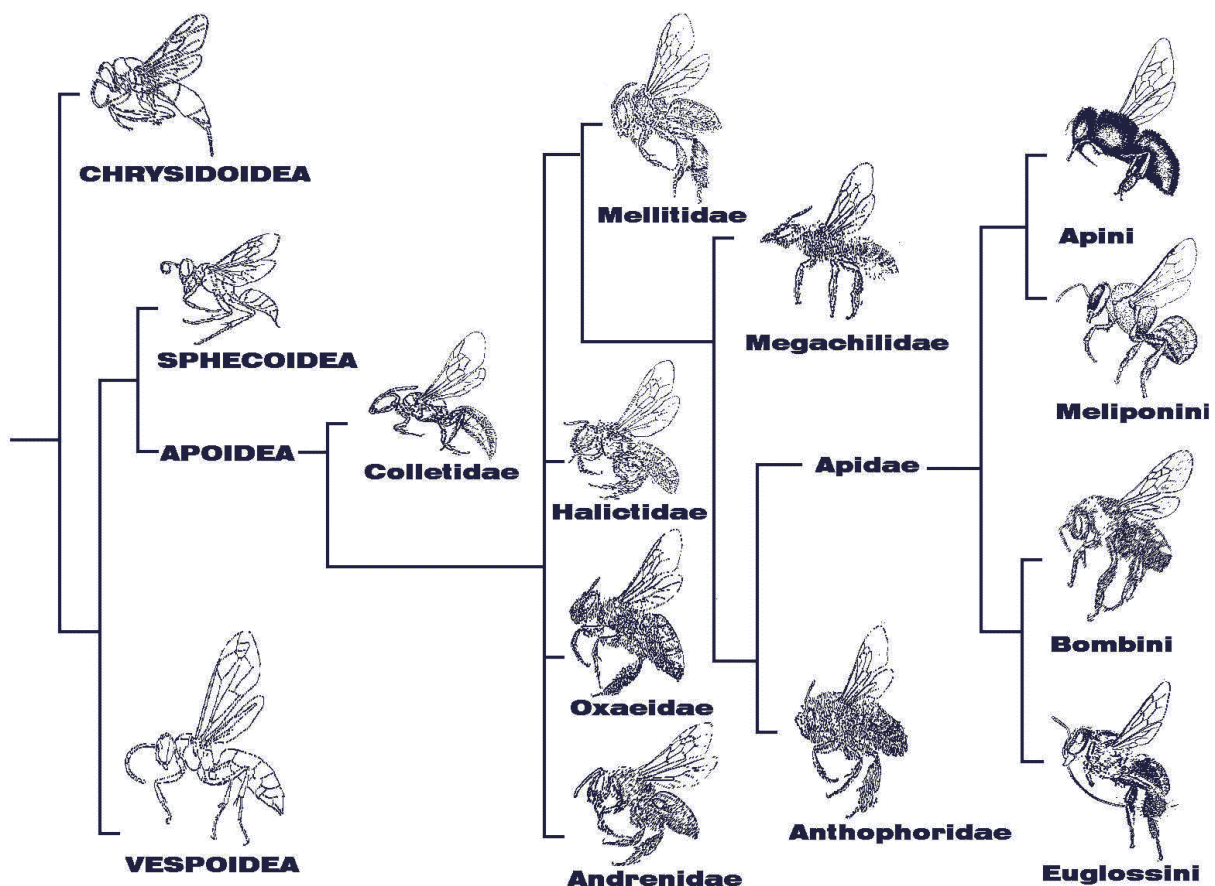 CHRYSIDOIDEA
SPHECOIDEA
APOIDEA
VESPOIDEA
Colletidae
Mellitidae
Halictidae
Oxaeidae
Andrenidae
Megachilidae
Apidae
Anthophoridae
Apini
Meliponini
Bombini
Euglossini